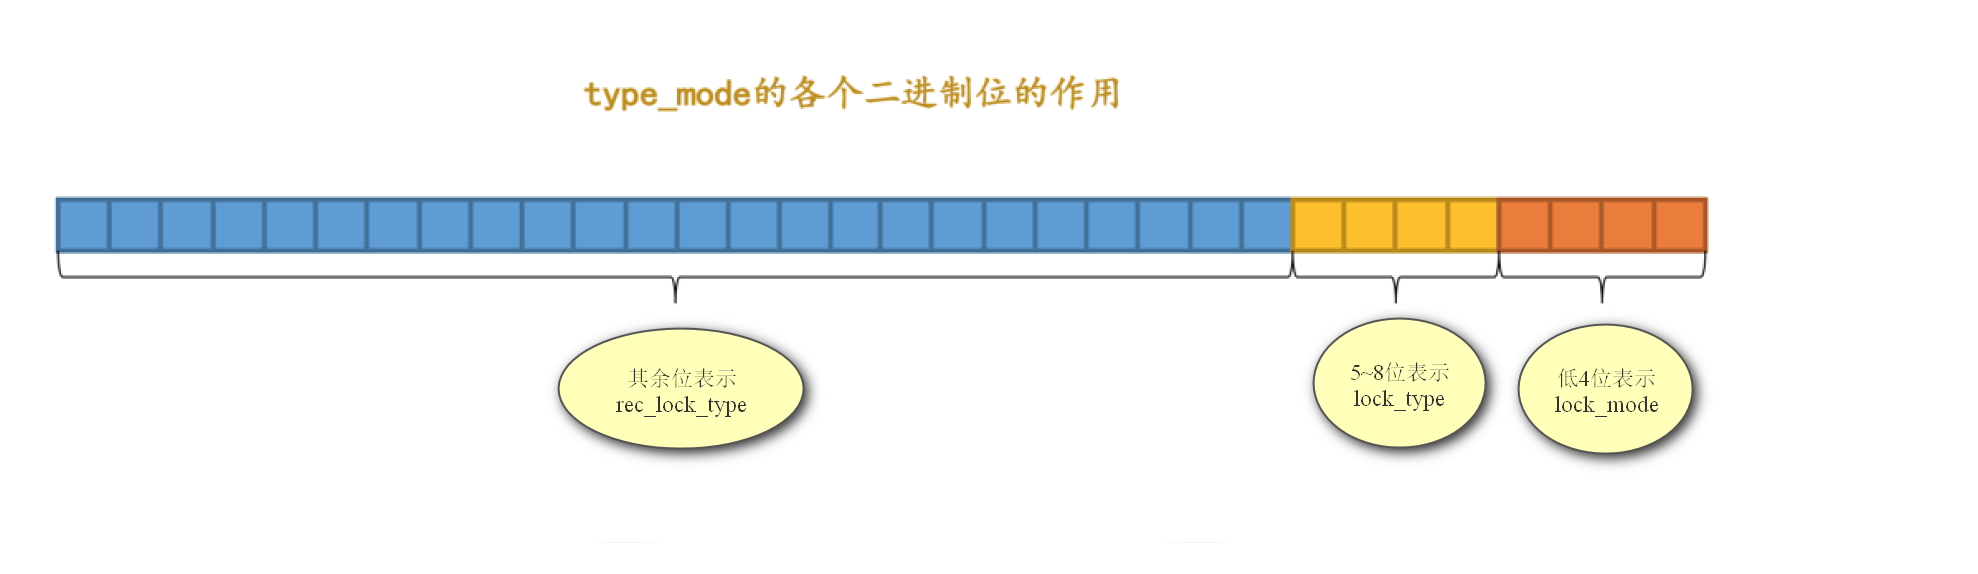 type_mode的各个二进制位的作用
其余位表示
rec_lock_type
5~8位表示
lock_type
低4位表示
lock_mode